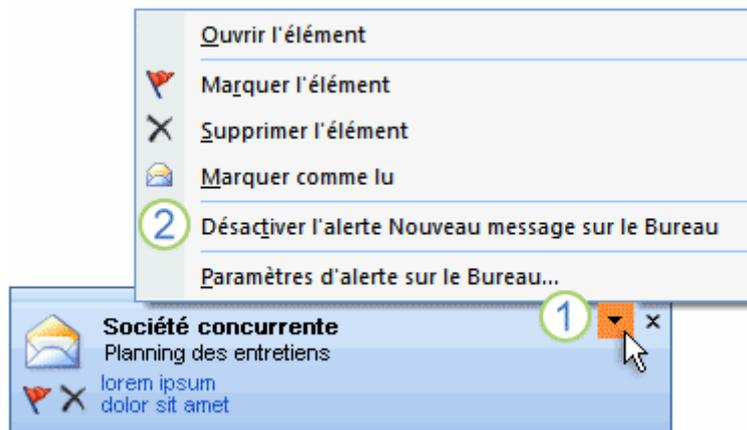 Ouvrir l'élément
Marquer l'élément
Supprimer l'élément
Marquer comme lu
2 Désactiver l'alerte Nouveau message sur le Bureau
Paramètres d'alerte sur le Bureau...
1
Société concurrente
Planning des entretiens
lorem ipsum
dolor sit amet